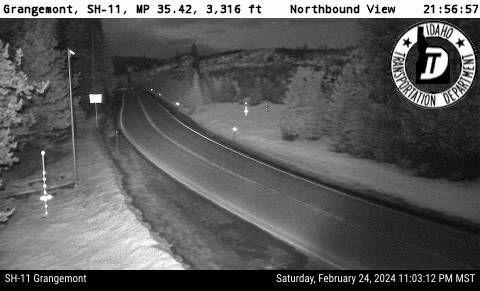 Grangemont, SH-11, MP 35.42, 3,316 ft Northbound View 21:56:57
IDAHO
TRANSPORTATION DEPARTMENT
SH-11 Grangemont Saturday, February 24, 2024 11:03:12 PM MST